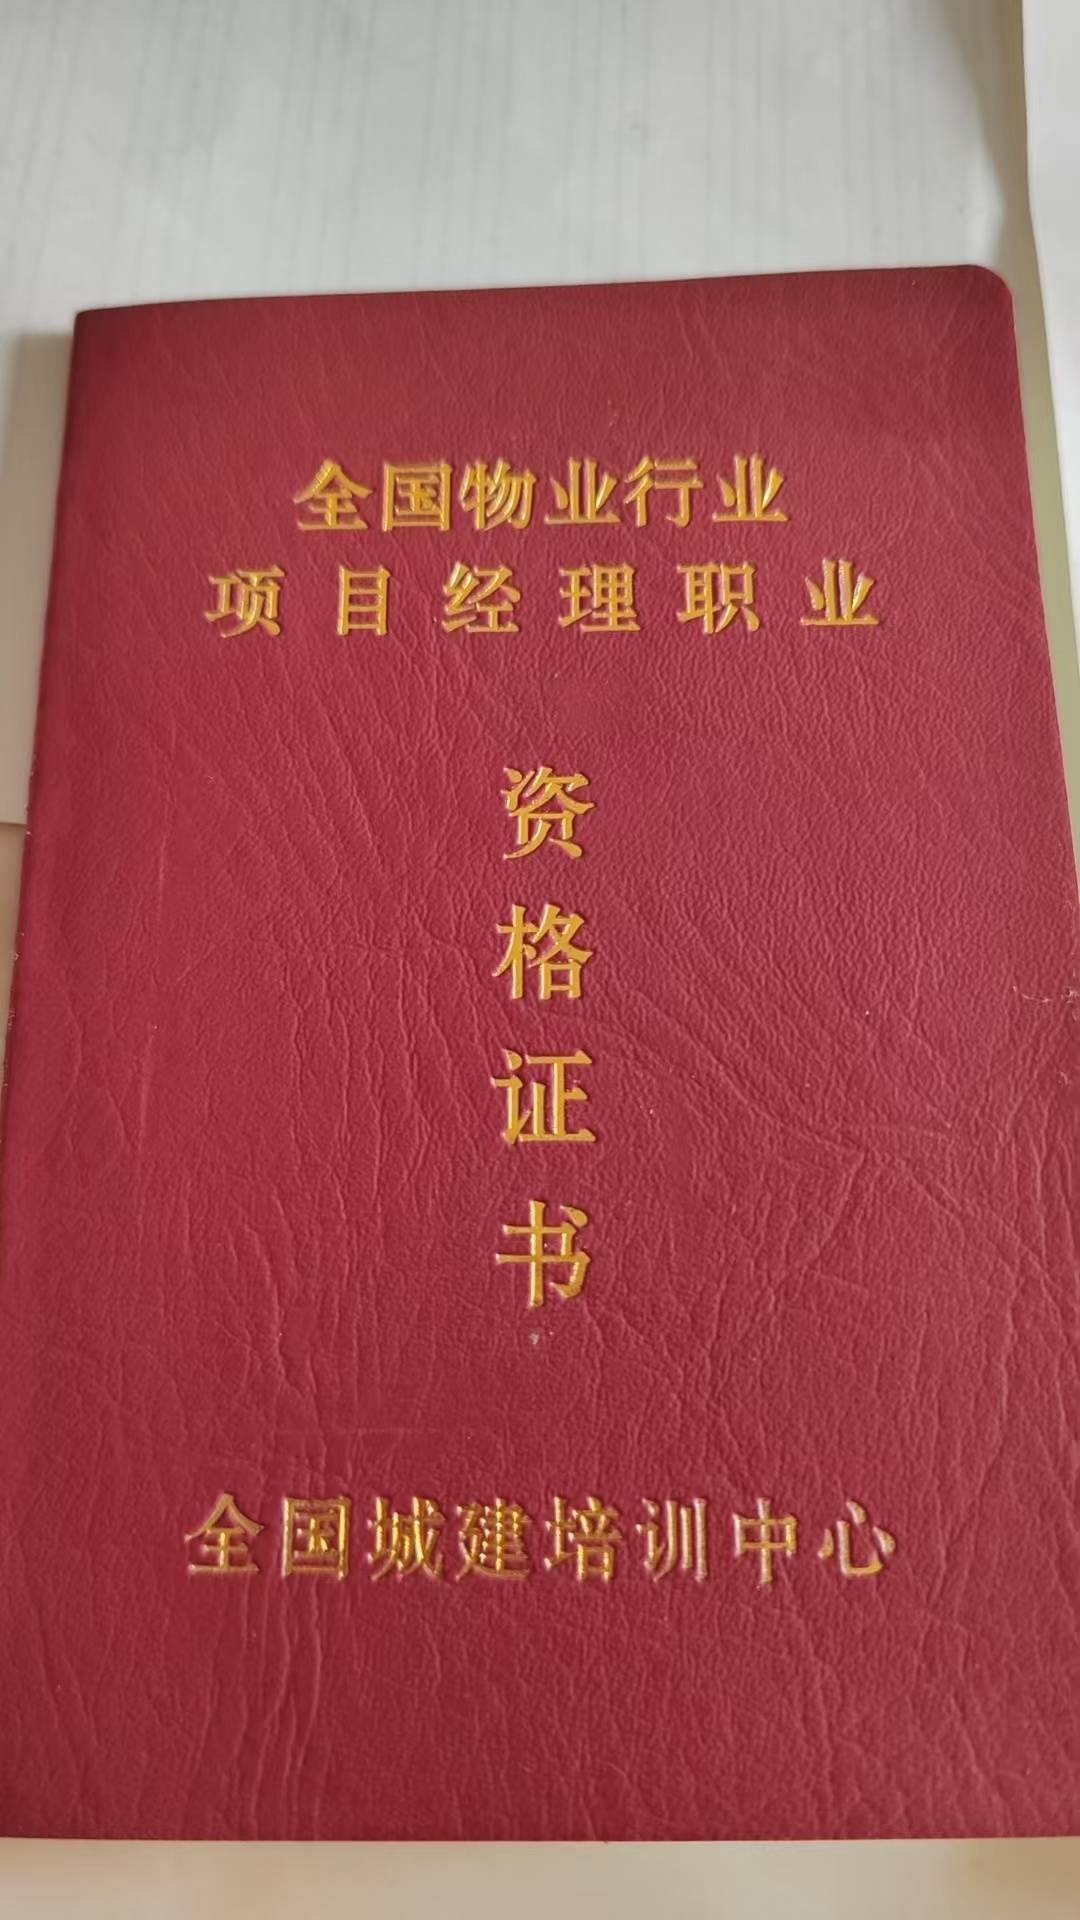 全国物业行业
项目经理职业
资
格
证
书
全国城建培训中心